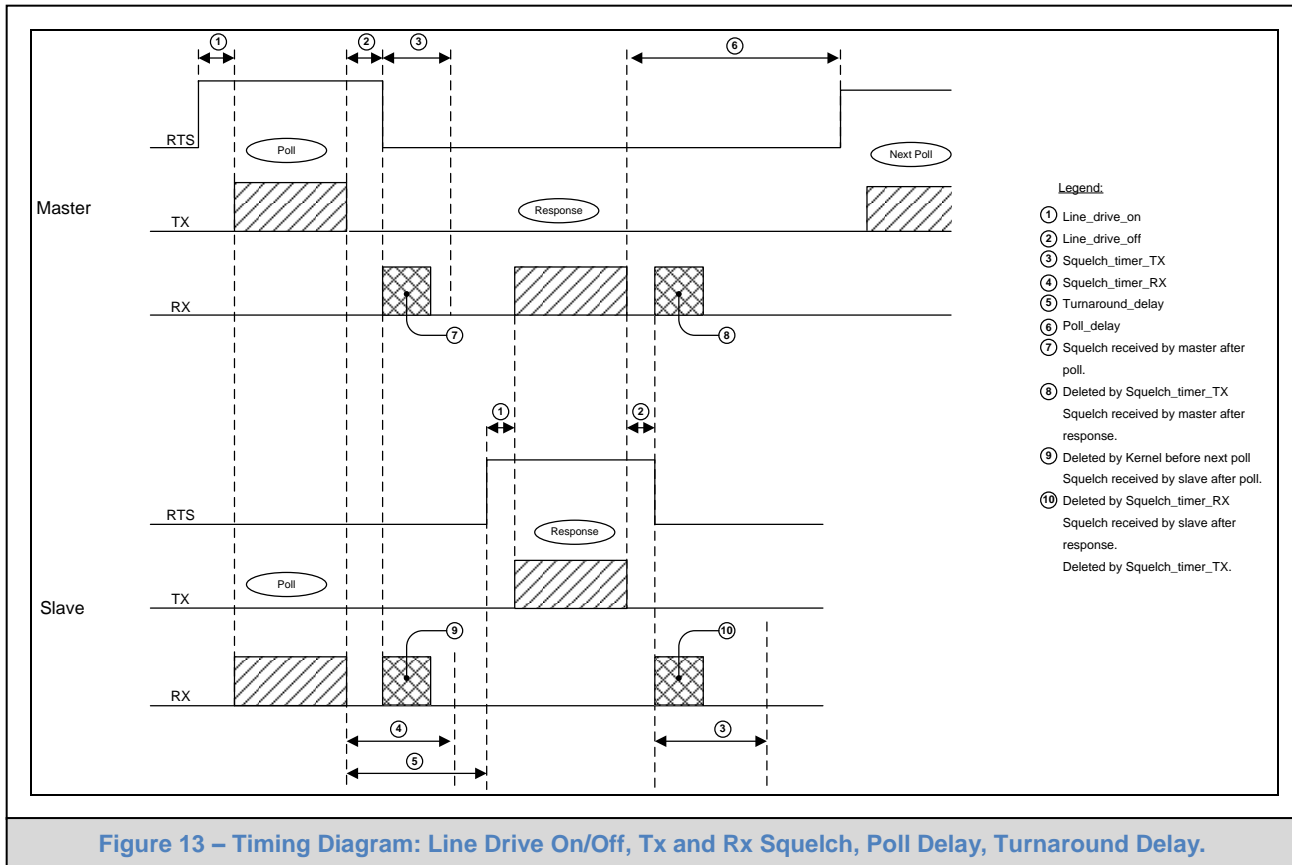 ① ② ③ ⑥
RTS
Poll
Next Poll
Master
TX
Response
RX
⑦ ⑧
① ②
RTS
Response
Poll
Slave
TX
⑨ ⑩
RX
④ ③
⑤
Legend:
① Line_drive_on
② Line_drive_off
③ Squelch_timer_TX
④ Squelch_timer_RX
⑤ Turnaround_delay
⑥ Poll_delay
⑦ Squelch received by master after
poll.
⑧ Deleted by Squelch_timer_TX
Squelch received by master after
response.
⑨ Deleted by Kernel before next poll
Squelch received by slave after poll.
⑩ Deleted by Squelch_timer_RX
Squelch received by slave after
response.
Deleted by Squelch_timer_TX.
Figure 13 – Timing Diagram: Line Drive On/Off, Tx and Rx Squelch, Poll Delay, Turnaround Delay.